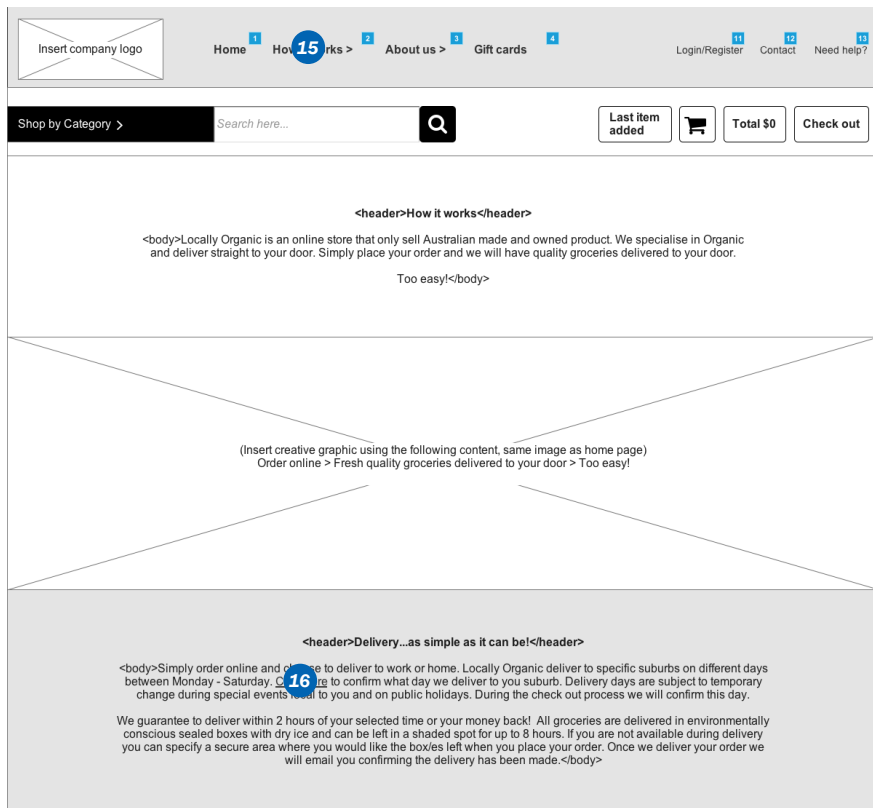 Insert company logo
Home 1 How 15 rks > 2 About us > 3 Gift cards 4
11 12 13
Login/Register Contact Need help?
Shop by Category >
Search here...
Last item
added
Total $0
Check out
<header>How it works</header>
<body>Locally Organic is an online store that only sell Australian made and owned product. We specialise in Organic
and deliver straight to your door. Simply place your order and we will have quality groceries delivered to your door.
Too easy!</body>
(Insert creative graphic using the following content, same image as home page)
Order online > Fresh quality groceries delivered to your door > Too easy!
<header>Delivery...as simple as it can be!</header>
<body>Simply order online and choose to deliver to work or home. Locally Organic deliver to specific suburbs on different days
between Monday - Saturday. C 16 re to confirm what day we deliver to you suburb. Delivery days are subject to temporary
change during special events local to you and on public holidays. During the check out process we will confirm this day.
We guarantee to deliver within 2 hours of your selected time or your money back! All groceries are delivered in environmentally
conscious sealed boxes with dry ice and can be left in a shaded spot for up to 8 hours. If you are not available during delivery
you can specify a secure area where you would like the box/es left when you place your order. Once we deliver your order we
will email you confirming the delivery has been made.</body>